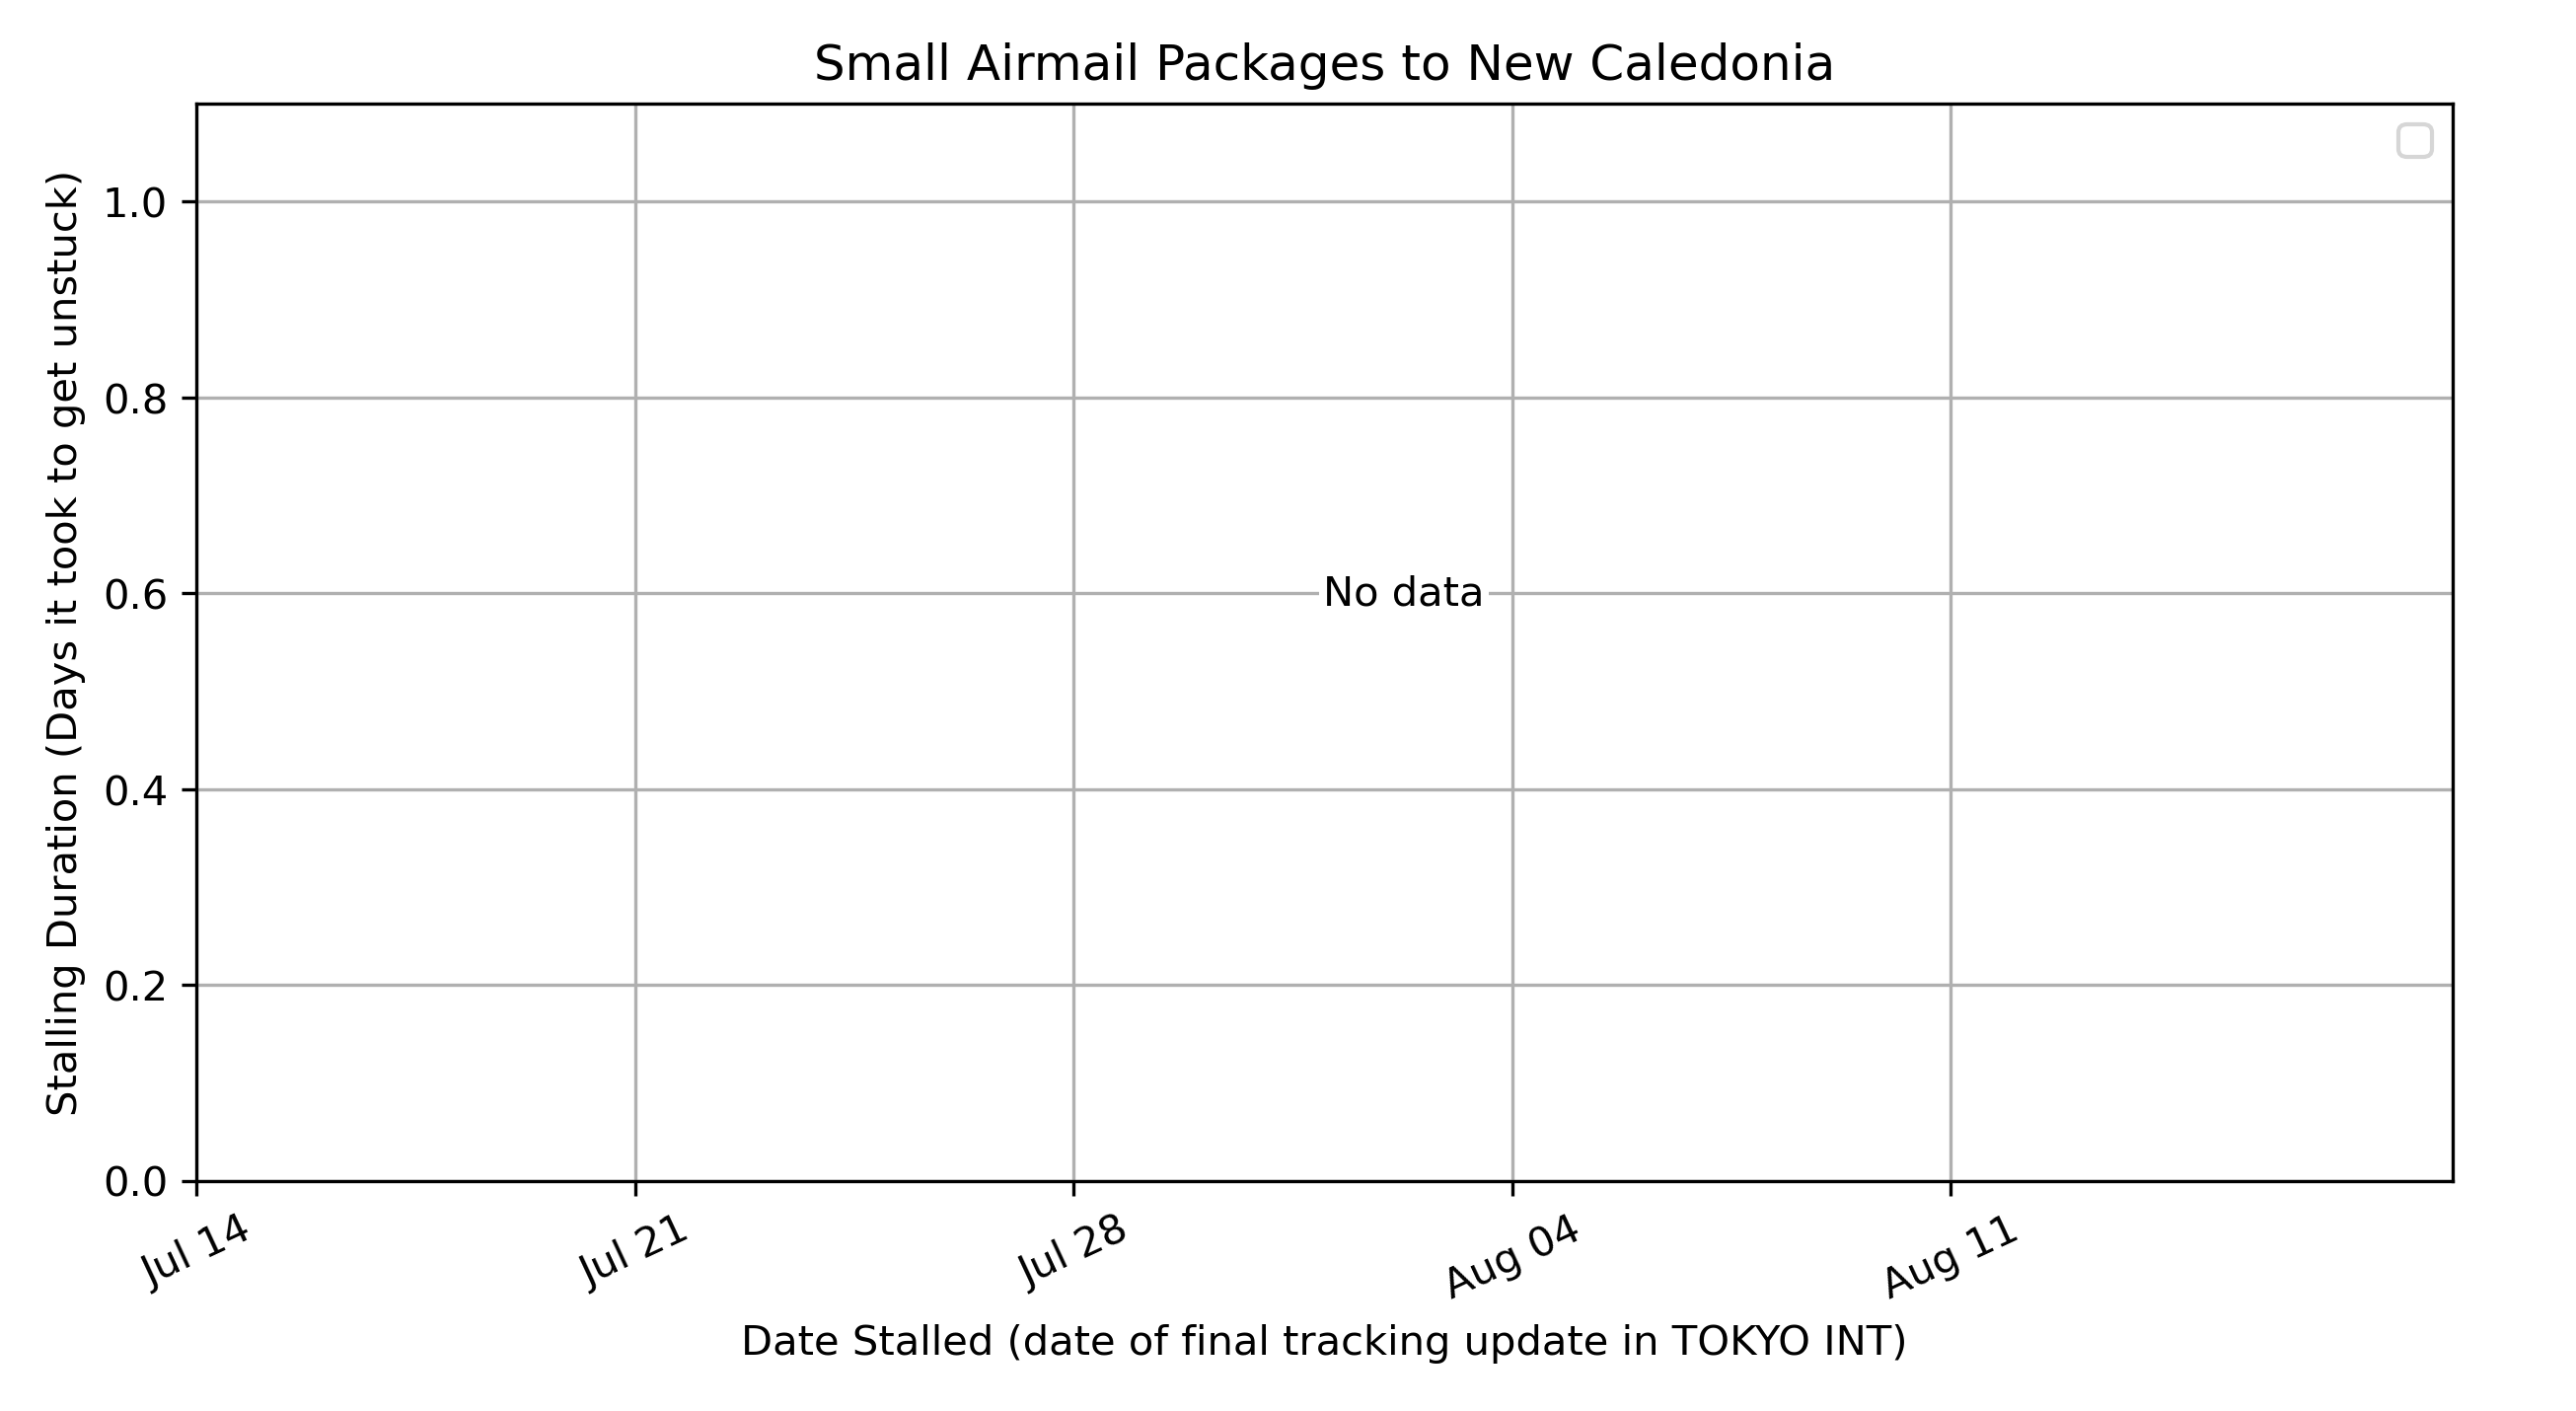 Small Airmail Packages to New Caledonia
Stalling Duration (Days it took to get unstuck)
1.0
0.8
0.6
0.4
0.2
0.0
No data
Jul 14
Jul 21
Jul 28
Aug 04
Aug 11
Date Stalled (date of final tracking update in TOKYO INT)